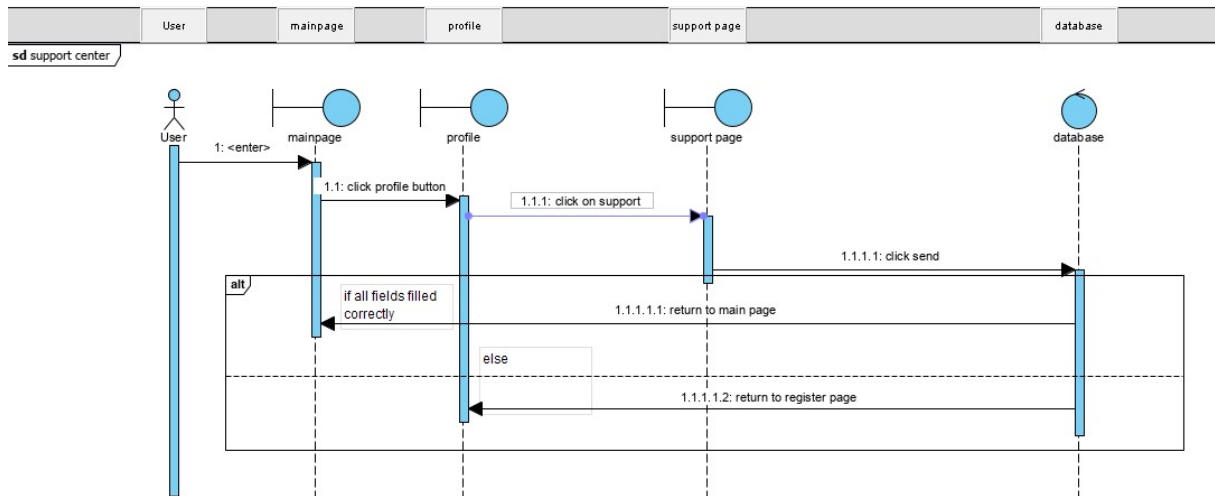 User
mainpage
profile
support page
database
sd support center
User
mainpage
profile
support page
database
1: <enter>
1.1: click profile button
1.1.1: click on support
1.1.1.1: click send
alt
if all fields filled
correctly
1.1.1.1.1: return to main page
else
1.1.1.1.2: return to register page